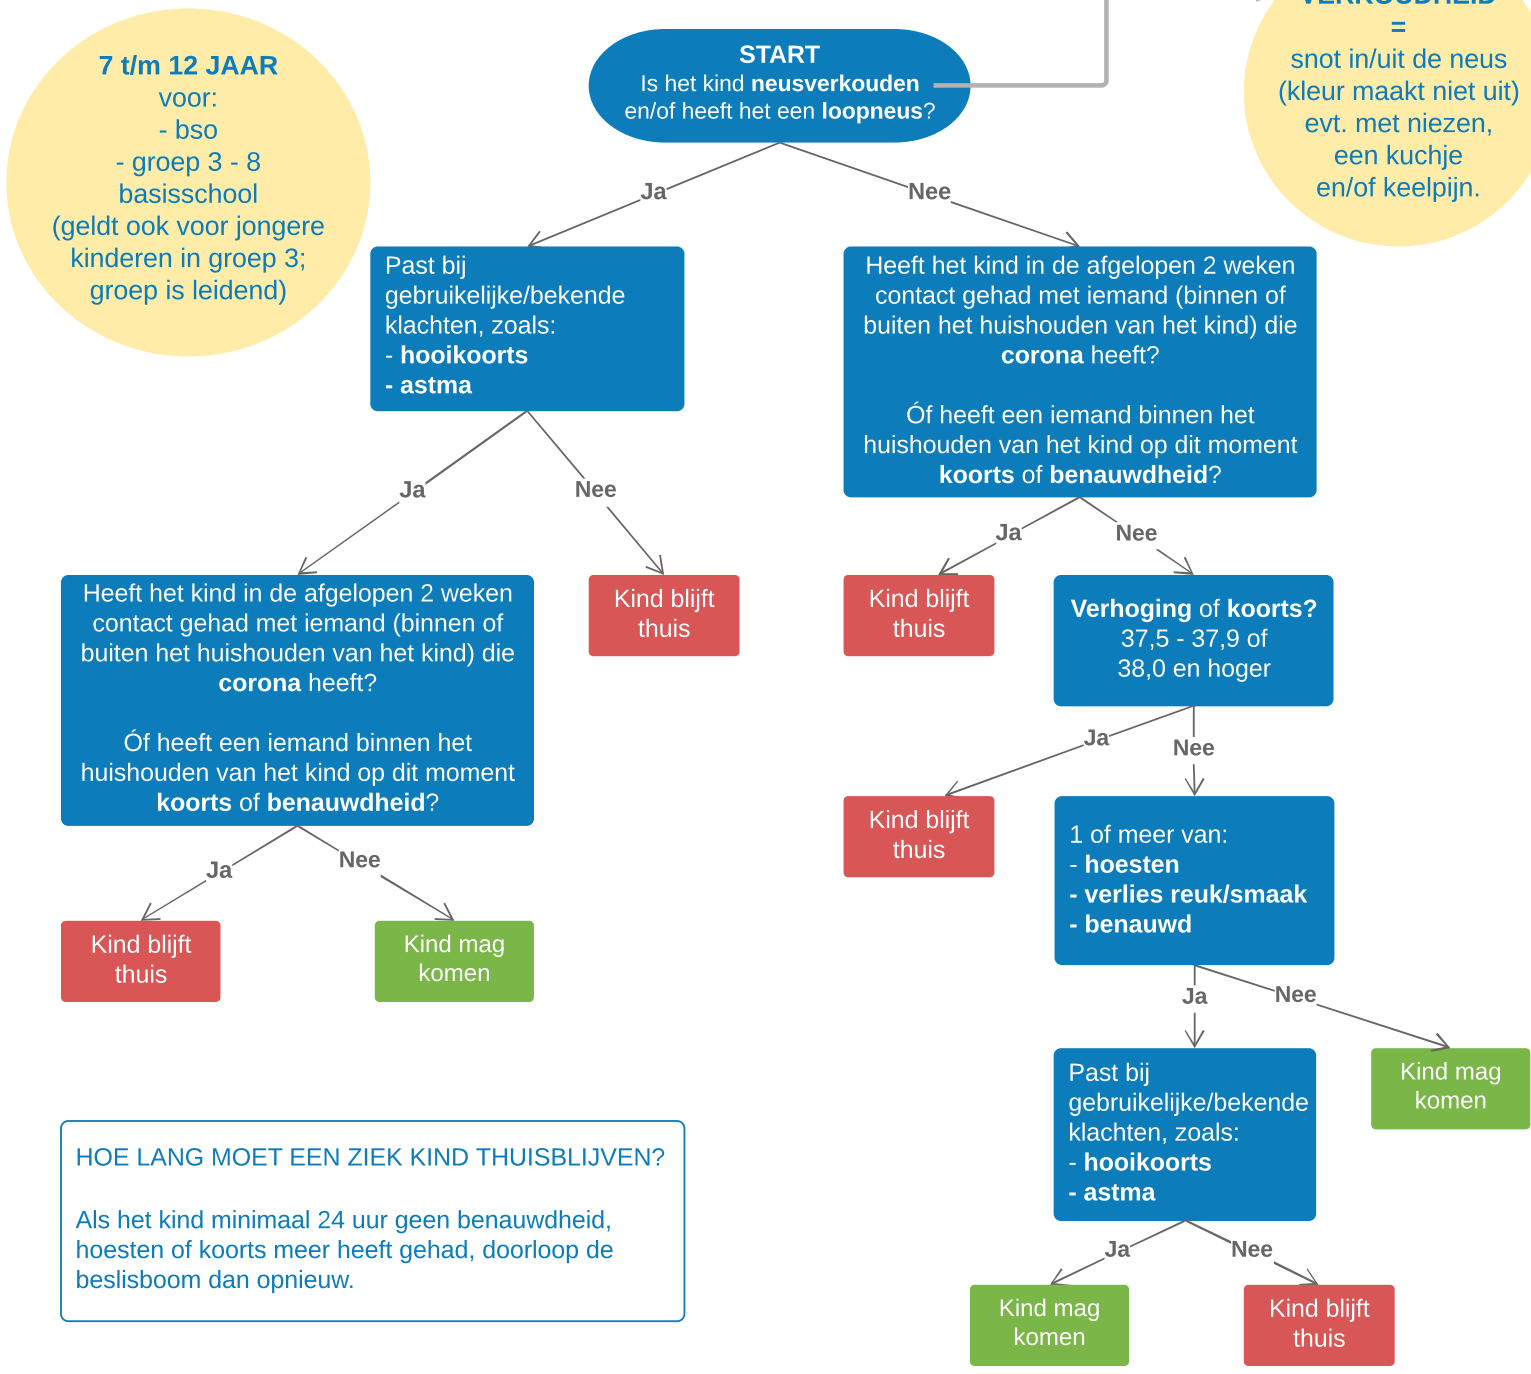 7 t/m 12 JAAR
voor:
- bso
- groep 3 - 8
basisschool
(geldt ook voor jongere
kinderen in groep 3;
groep is leidend)
START
Is het kind neusverkouden
en/of heeft het een loopneus?
=
snot in/uit de neus
(kleur maakt niet uit)
evt. met niezen,
een kuchje
en/of keelpijn.
Ja
Nee
Past bij
gebruikelijke/bekende
klachten, zoals:
- hooikoorts
- astma
Heeft het kind in de afgelopen 2 weken
contact gehad met iemand (binnen of
buiten het huishouden van het kind) die
corona heeft?
Óf heeft een iemand binnen het
huishouden van het kind op dit moment
koorts of benauwdheid?
Ja
Nee
Ja
Nee
Heeft het kind in de afgelopen 2 weken
contact gehad met iemand (binnen of
buiten het huishouden van het kind) die
corona heeft?
Óf heeft een iemand binnen het
huishouden van het kind op dit moment
koorts of benauwdheid?
Kind blijft
thuis
Kind blijft
thuis
Verhoging of koorts?
37,5 - 37,9 of
38,0 en hoger
Ja
Nee
Kind blijft
thuis
1 of meer van:
- hoesten
- verlies reuk/smaak
- benauwd
Ja
Nee
Kind blijft
thuis
Kind mag
komen
Ja
Nee
Past bij
gebruikelijke/bekende
klachten, zoals:
- hooikoorts
- astma
Kind mag
komen
HOE LANG MOET EEN ZIEK KIND THUISBLIJVEN?
Als het kind minimaal 24 uur geen benauwdheid,
hoesten of koorts meer heeft gehad, doorloop de
beslisboom dan opnieuw.
Ja
Nee
Kind mag
komen
Kind blijft
thuis